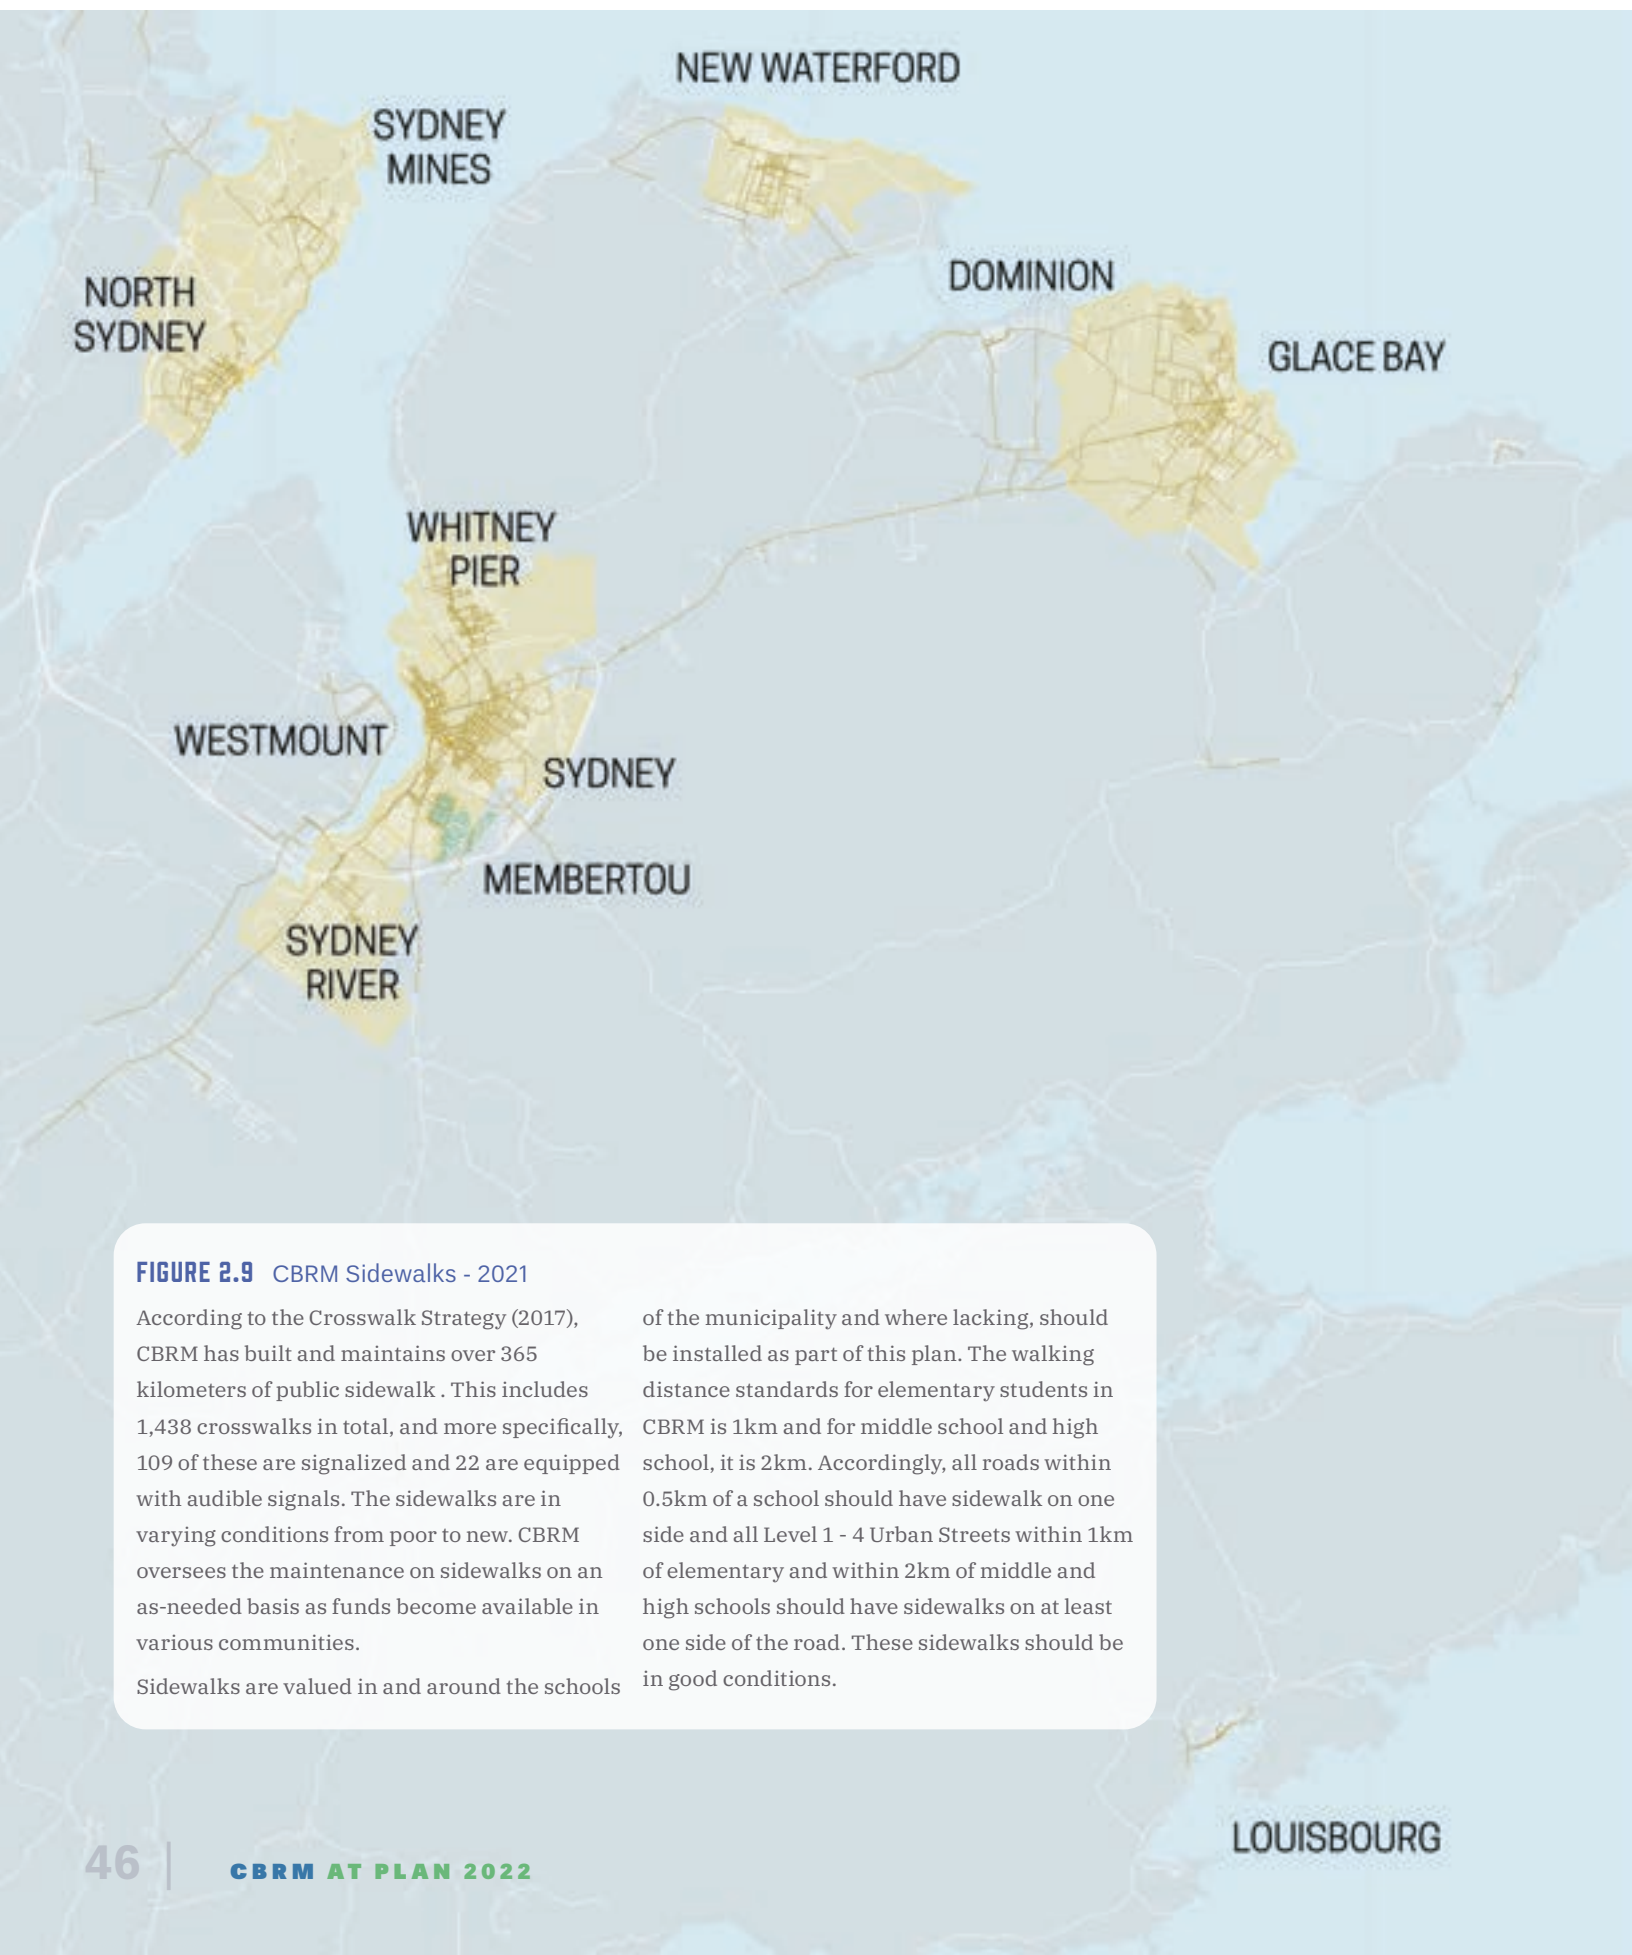 NEW WATERFORD
SYDNEY
MINES
DOMINION
NORTH
SYDNEY
GLACE BAY
WHITNEY
PIER
WESTMOUNT
SYDNEY
MEMBERTOU
SYDNEY
RIVER
FIGURE 2.9 CBRM Sidewalks - 2021
According to the Crosswalk Strategy (2017),
CBRM has built and maintains over 365
kilometers of public sidewalk . This includes
1,438 crosswalks in total, and more specifically,
109 of these are signalized and 22 are equipped
with audible signals. The sidewalks are in
varying conditions from poor to new. CBRM
oversees the maintenance on sidewalks on an
as-needed basis as funds become available in
various communities.
Sidewalks are valued in and around the schools
of the municipality and where lacking, should
be installed as part of this plan. The walking
distance standards for elementary students in
CBRM is 1km and for middle school and high
school, it is 2km. Accordingly, all roads within
0.5km of a school should have sidewalk on one
side and all Level 1 - 4 Urban Streets within 1km
of elementary and within 2km of middle and
high schools should have sidewalks on at least
one side of the road. These sidewalks should be
in good conditions.
LOUISBOURG
46 | CBRM AT PLAN 2022